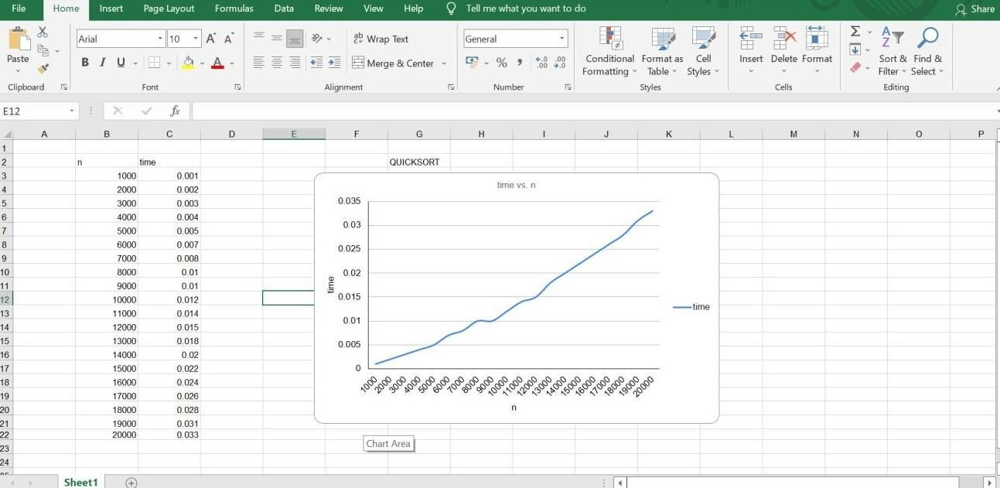 File Home Insert Page Layout Formulas Data Review View Help Tell me what you want to do Share
Arial 10 A A Wrap Text General
Paste B I U A Merge & Center % , .0 .00 .00 .0 Conditional Formatting Format as Table Cell Styles Insert Delete Format Σ A Z Sort & Filter Find & Select
Clipboard Font Alignment Number Styles Cells Editing
E12 fx
A B C D E F G H I J K L M N O P
1
2 n time QUICKSORT
3 1000 0.001
4 2000 0.002
5 3000 0.003
6 4000 0.004
7 5000 0.005
8 6000 0.007
9 7000 0.008
10 8000 0.01
11 9000 0.01
12 10000 0.012
13 11000 0.014
14 12000 0.015
15 13000 0.018
16 14000 0.02
17 15000 0.022
18 16000 0.024
19 17000 0.026
20 18000 0.028
21 19000 0.031
22 20000 0.033
23
24
time vs. n
0.035
0.03
0.025
0.02
0.015
0.01
0.005
0
time
1000 2000 3000 4000 5000 6000 7000 8000 9000 10000 11000 12000 13000 14000 15000 16000 17000 18000 19000 20000
n
time
Chart Area
Sheet1